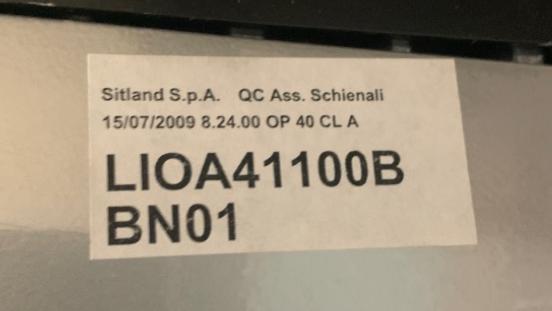 Sitland S.p.A. QC Ass. Schienali
15/07/2009 8.24.00 OP 40 CL A
LIOA41100B
BN01